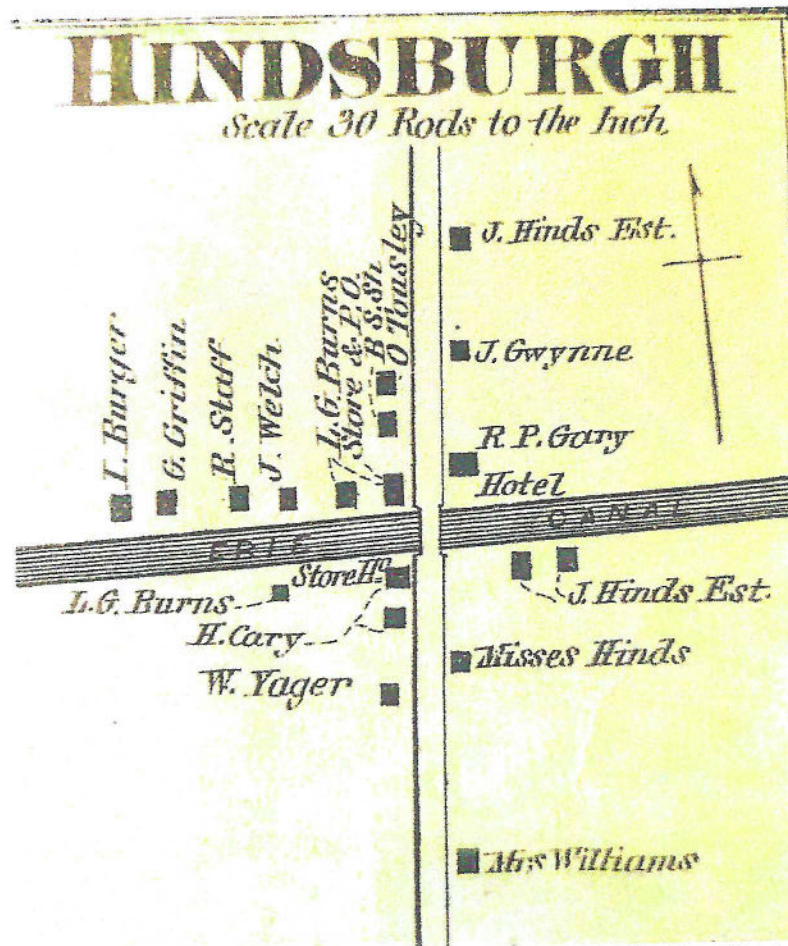 HINDSBURGH
Scale 30 Rods to the Inch
J. Hinds Est.
J. Gwynne
R P. Gary
Hotel
I. Burger
G. Griffin
R. Staff
J. Welch
L. G. Burns
Store & P.O.
B S. Sh
O Tousley
ERIE
CANAL
Store Ho
L. G. Burns
H. Cary
W. Yager
J. Hinds Est.
Misses Hinds
Mrs Williams